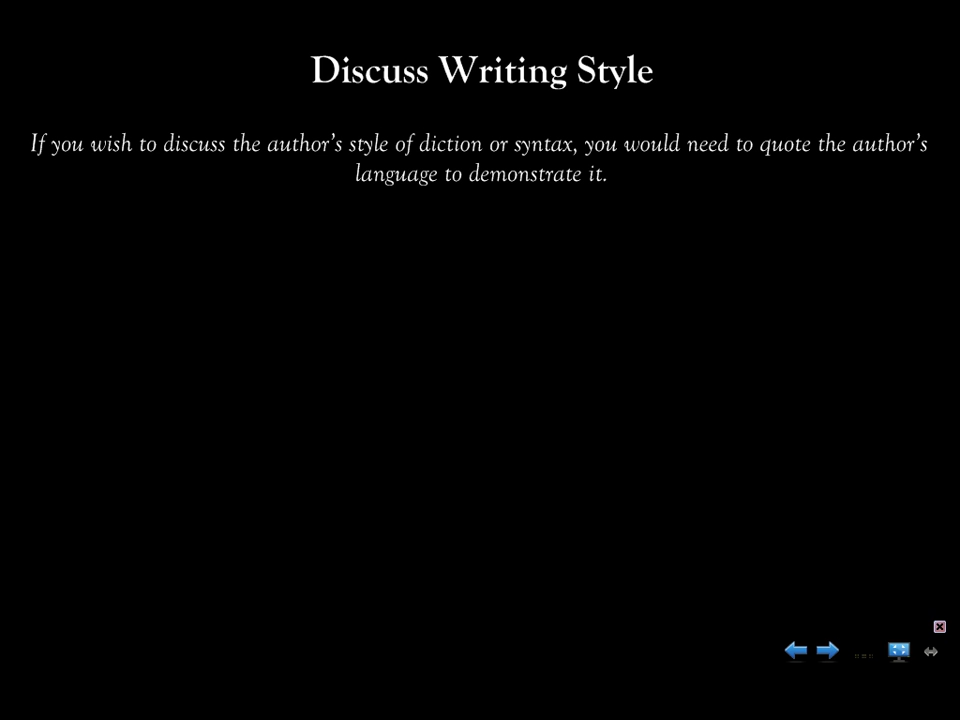 Discuss Writing Style
If you wish to discuss the author's style of diction or syntax, you would need to quote the author's
language to demonstrate it.